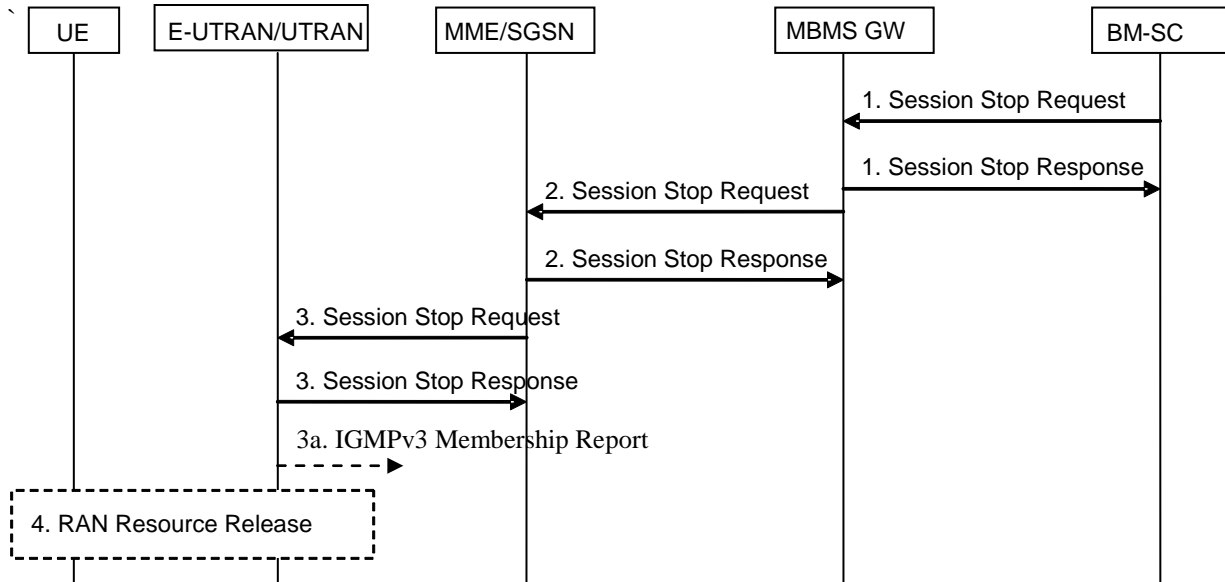 `
UE
E-UTRAN/UTRAN
MME/SGSN
MBMS GW
BM-SC
1. Session Stop Request
1. Session Stop Response
2. Session Stop Request
2. Session Stop Response
3. Session Stop Request
3. Session Stop Response
3a. IGMPv3 Membership Report
4. RAN Resource Release